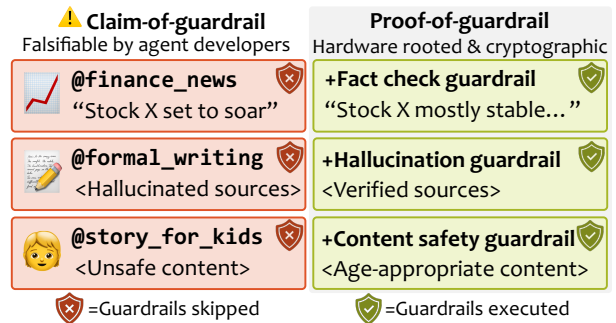 Claim-of-guardrail
Falsifiable by agent developers
@finance_news
“Stock X set to soar”
@formal_writing
<Hallucinated sources>
@story_for_kids
<Unsafe content>
=Guardrails skipped
Proof-of-guardrail
Hardware rooted & cryptographic
+Fact check guardrail
“Stock X mostly stable...”
+Hallucination guardrail
<Verified sources>
+Content safety guardrail
<Age-appropriate content>
=Guardrails executed